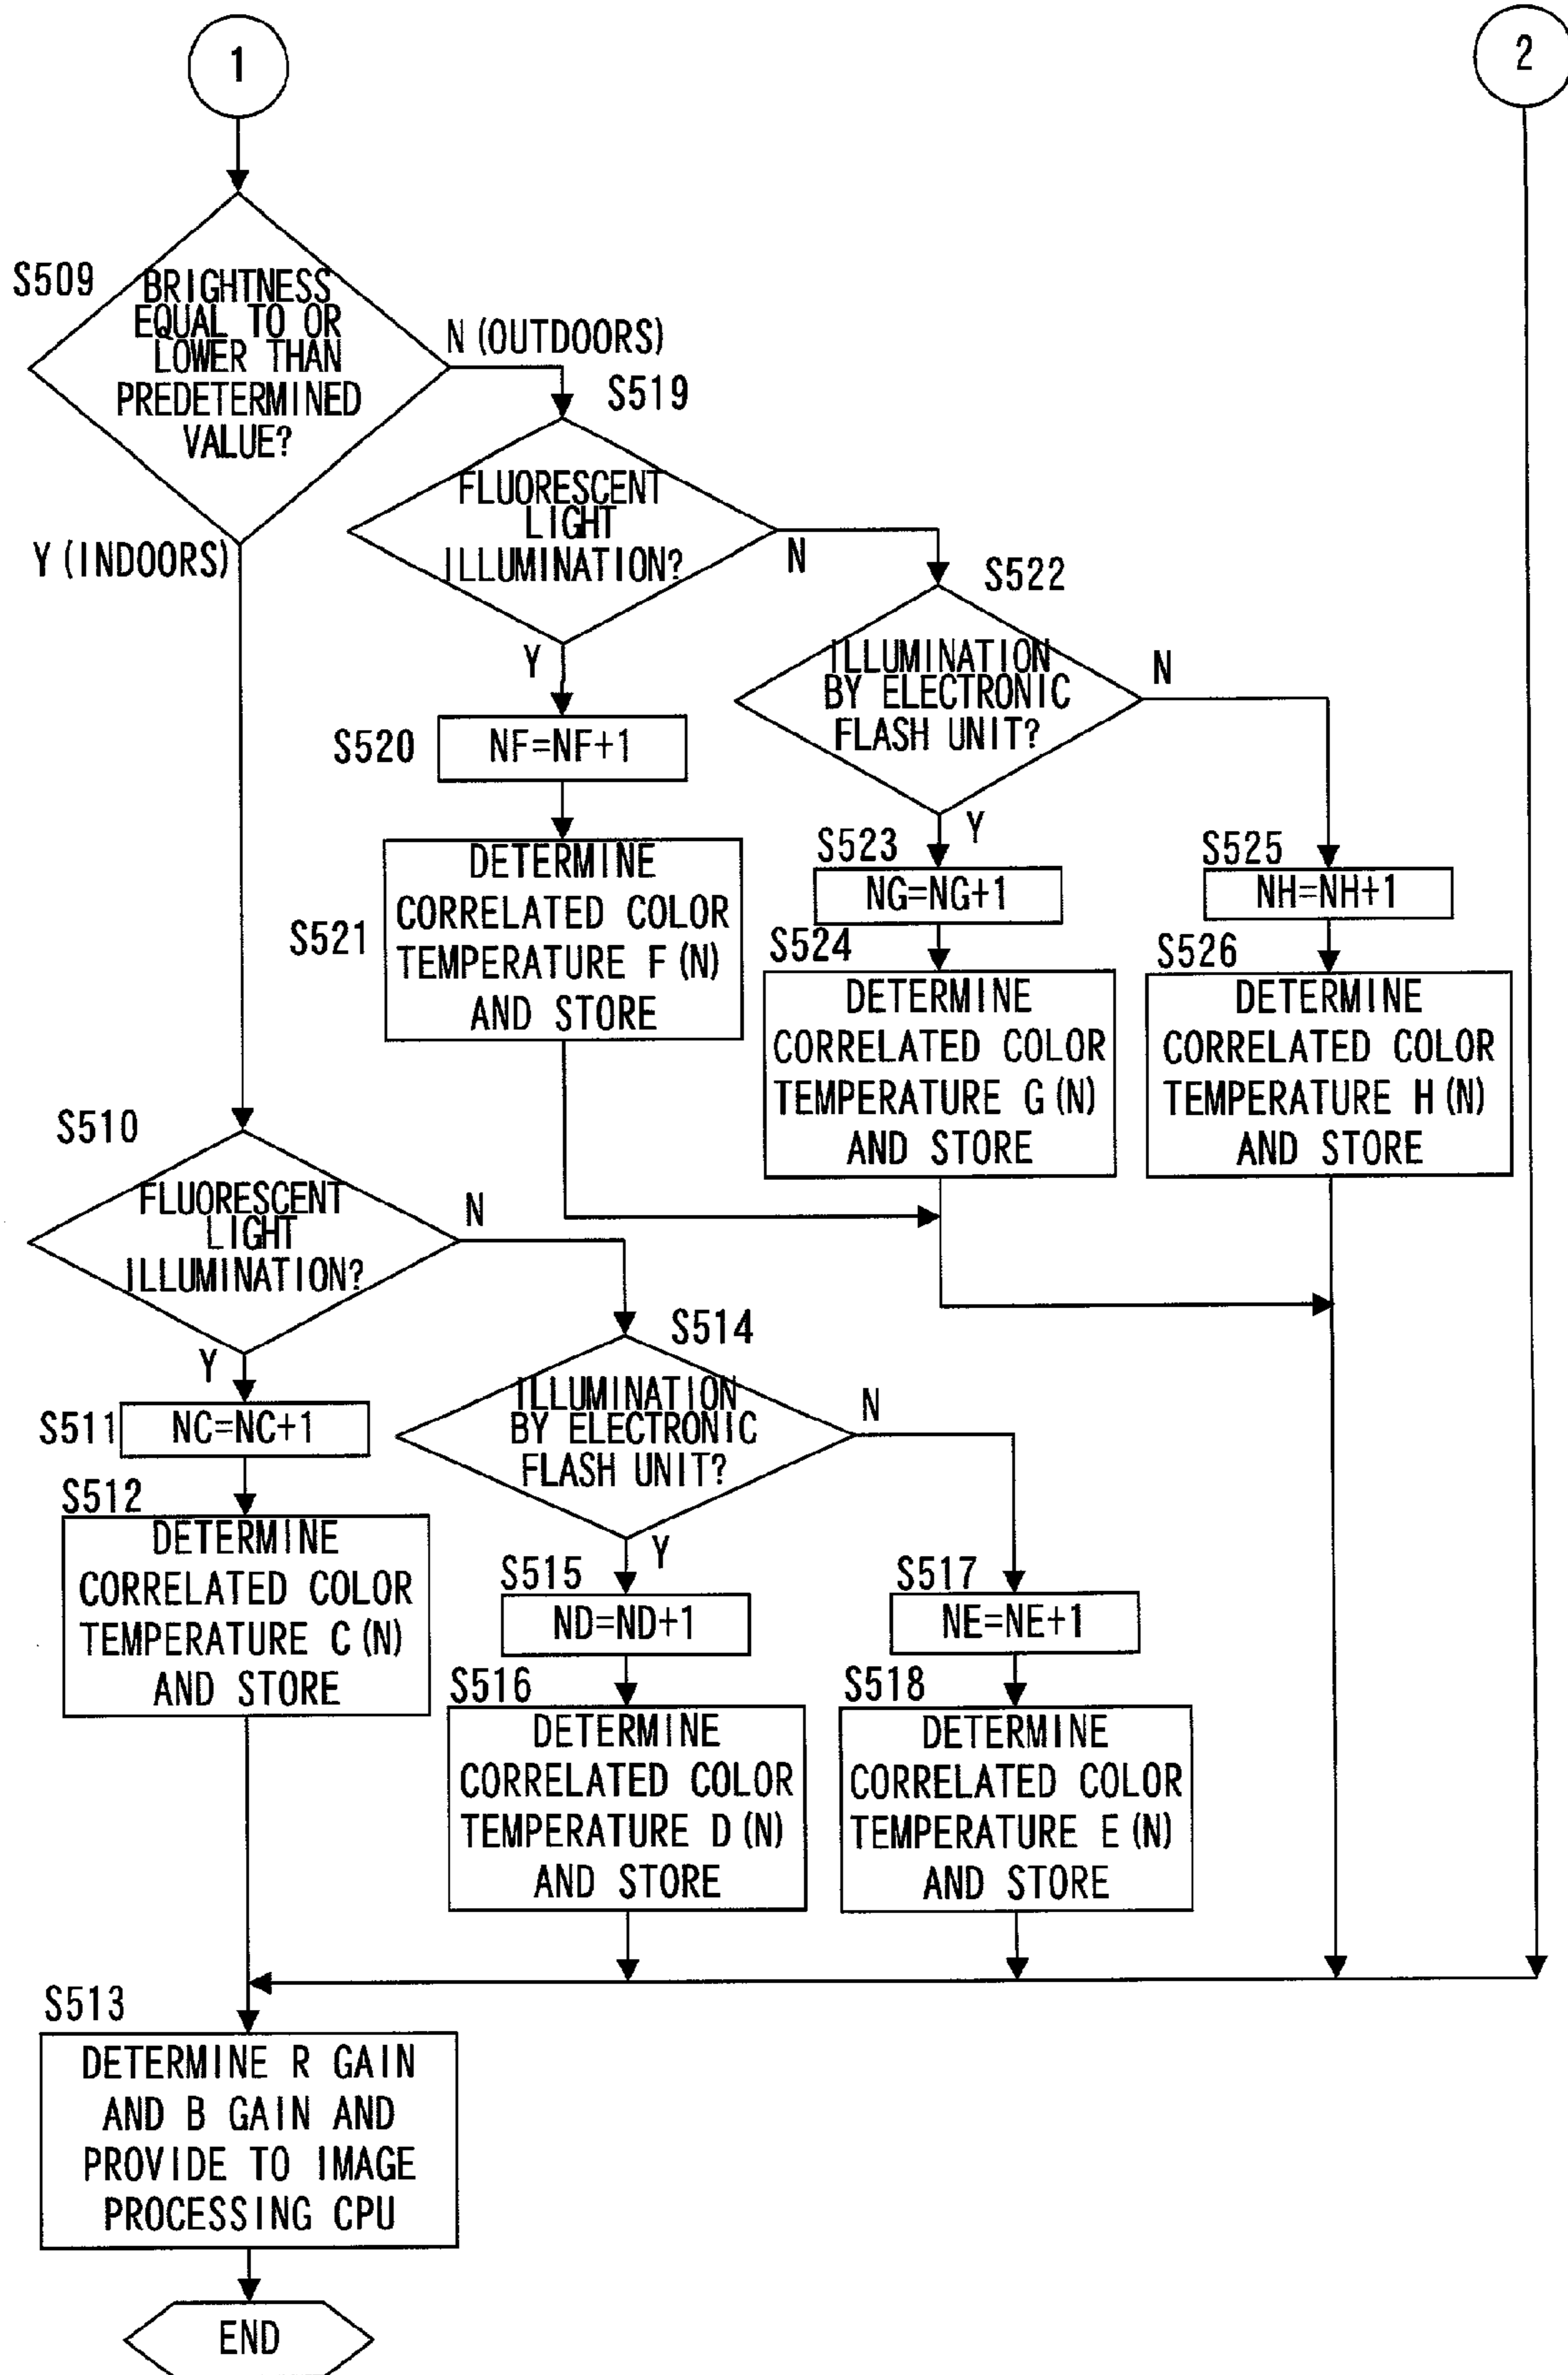 1
2
S509
BRIGHTNESS
EQUAL TO OR
LOWER THAN
PREDETERMINED
VALUE?
N (OUTDOORS)
Y (INDOORS)
S519
FLUORESCENT
LIGHT
ILLUMINATION?
N
Y
S522
ILLUMINATION
BY ELECTRONIC
FLASH UNIT?
N
Y
S520
NF=NF+1
S521
DETERMINE
CORRELATED COLOR
TEMPERATURE F (N)
AND STORE
S523
NG=NG+1
S524
DETERMINE
CORRELATED COLOR
TEMPERATURE G (N)
AND STORE
S525
NH=NH+1
S526
DETERMINE
CORRELATED COLOR
TEMPERATURE H (N)
AND STORE
S510
FLUORESCENT
LIGHT
ILLUMINATION?
N
Y
S511
NC=NC+1
S512
DETERMINE
CORRELATED COLOR
TEMPERATURE C (N)
AND STORE
S514
ILLUMINATION
BY ELECTRONIC
FLASH UNIT?
N
Y
S515
ND=ND+1
S516
DETERMINE
CORRELATED COLOR
TEMPERATURE D (N)
AND STORE
S517
NE=NE+1
S518
DETERMINE
CORRELATED COLOR
TEMPERATURE E (N)
AND STORE
S513
DETERMINE R GAIN
AND B GAIN AND
PROVIDE TO IMAGE
PROCESSING CPU
END